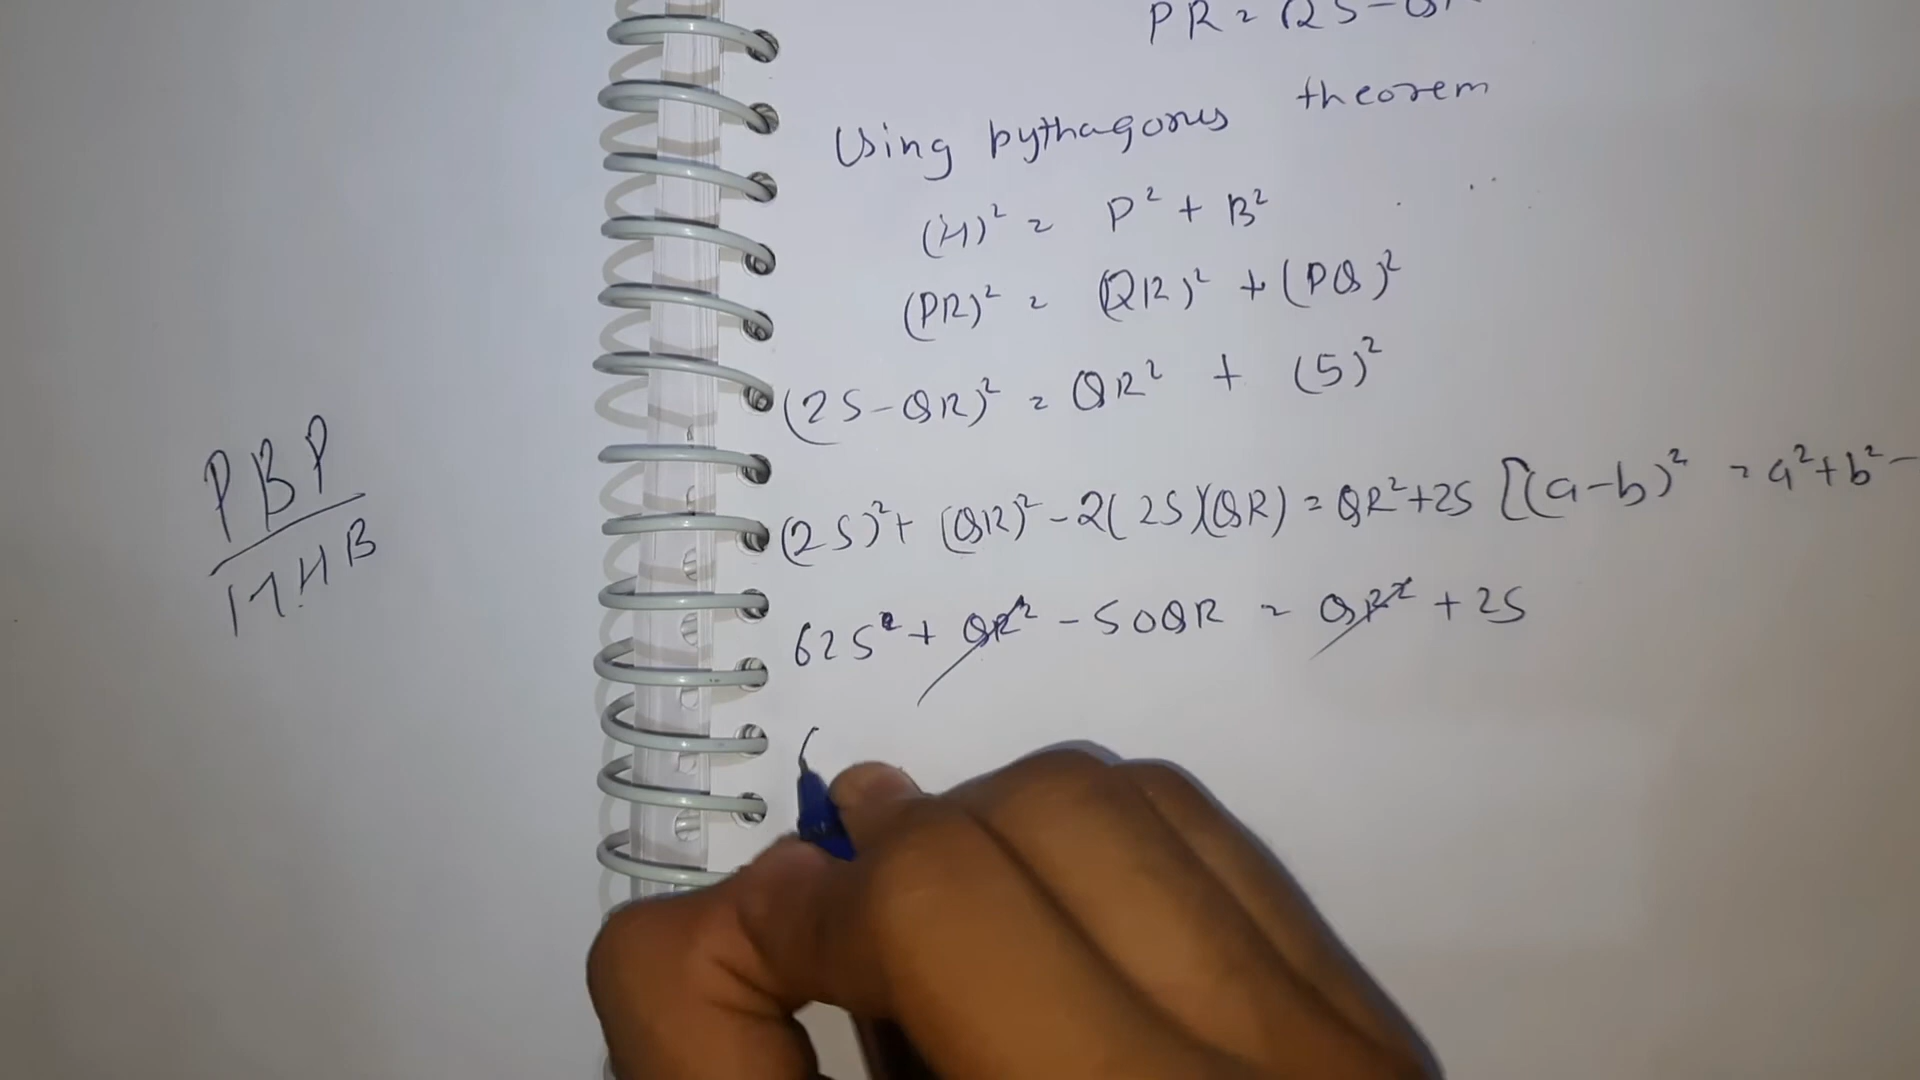 PBP
HHB
PR = 25 - QR
Using pythagorus theorem
(H)² = P² + B²
(PR)² = (QR)² + (PQ)²
(25-QR)² = QR² + (5)²
(25)² + (QR)² - 2(25)(QR) = QR²+25 [(a-b)² = a²+b²-
625² + QR² - 50QR = QR² + 25